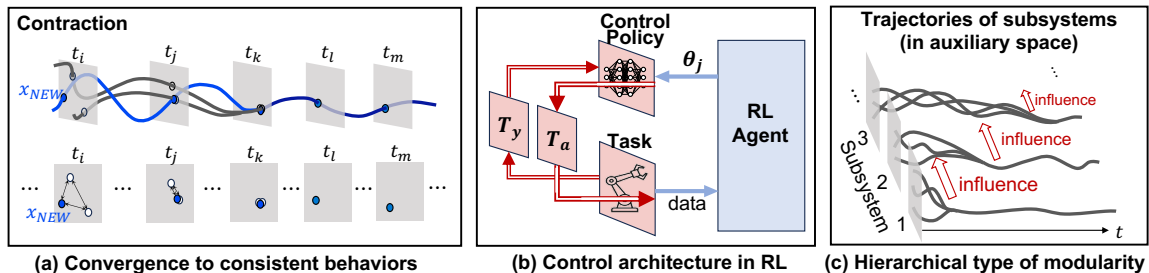 Contraction
t_i t_j t_k t_l t_m
x_NEW
t_i t_j t_k t_l t_m
... ... ... ... ... ...
x_NEW
(a) Convergence to consistent behaviors
Control
Policy
θ_j
T_y T_a
RL
Agent
Task
data
(b) Control architecture in RL
Trajectories of subsystems
(in auxiliary space)
...
...
influence
3
influence
2
influence
1
Subsystem
t
(c) Hierarchical type of modularity